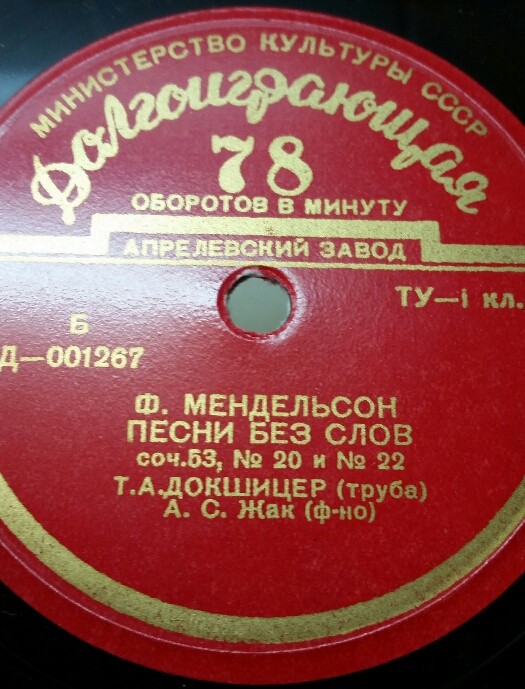 МИНИСТЕРСТВО КУЛЬТУРЫ СССР
Долгоиграющая
78
ОБОРОТОВ В МИНУТУ
АПРЕЛЕВСКИЙ ЗАВОД
ТУ—i кл.
Б
Д—001267
Ф. МЕНДЕЛЬСОН
ПЕСНИ БЕЗ СЛОВ
соч.53, № 20 и № 22
Т.А.ДОКШИЦЕР (труба)
А. С. Жак (ф-но)